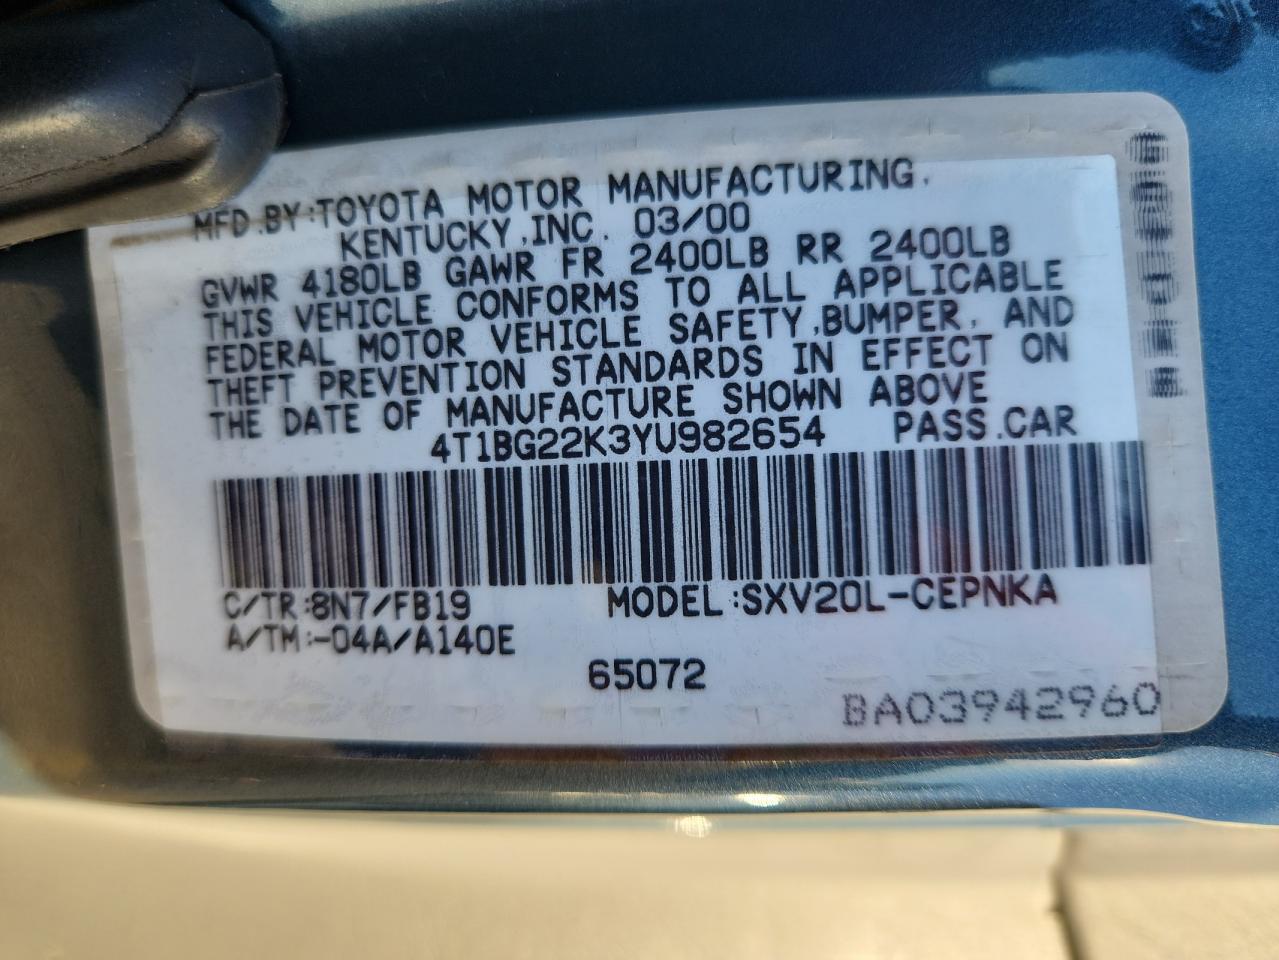 MFD.BY:TOYOTA MOTOR MANUFACTURING,
KENTUCKY,INC. 03/00
GVWR 4180LB GAWR FR 2400LB RR 2400LB
THIS VEHICLE CONFORMS TO ALL APPLICABLE
FEDERAL MOTOR VEHICLE SAFETY,BUMPER, AND
THEFT PREVENTION STANDARDS IN EFFECT ON
THE DATE OF MANUFACTURE SHOWN ABOVE
4T1BG22K3YU982654 PASS.CAR
C/TR:8N7/FB19 MODEL:SXV20L-CEPNKA
A/TM:-04A/A140E
65072
BA03942960